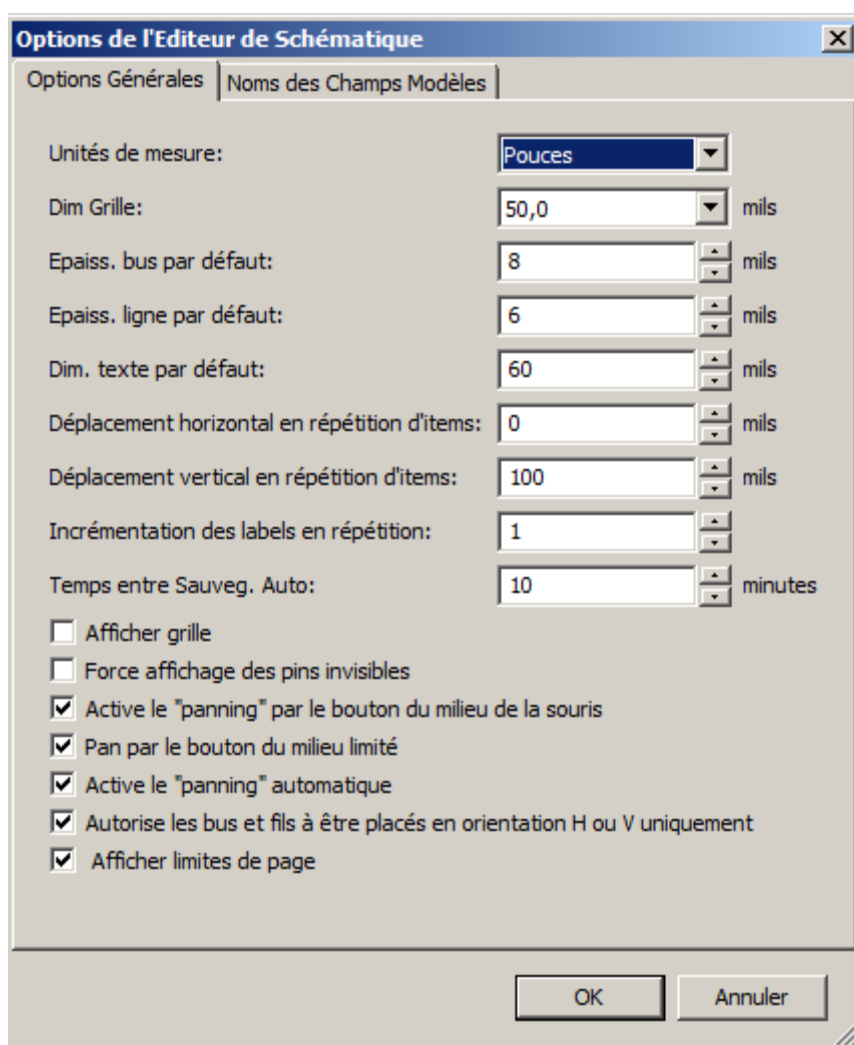 Options de l'Editeur de Schématique
Options Générales Noms des Champs Modèles
Unités de mesure: Pouces
Dim Grille: 50,0 mils
Epaiss. bus par défaut: 8 mils
Epaiss. ligne par défaut: 6 mils
Dim. texte par défaut: 60 mils
Déplacement horizontal en répétition d'items: 0 mils
Déplacement vertical en répétition d'items: 100 mils
Incrémentation des labels en répétition: 1
Temps entre Sauveg. Auto: 10 minutes
Afficher grille
Force affichage des pins invisibles
Active le "panning" par le bouton du milieu de la souris
Pan par le bouton du milieu limité
Active le "panning" automatique
Autorise les bus et fils à être placés en orientation H ou V uniquement
Afficher limites de page
OK Annuler